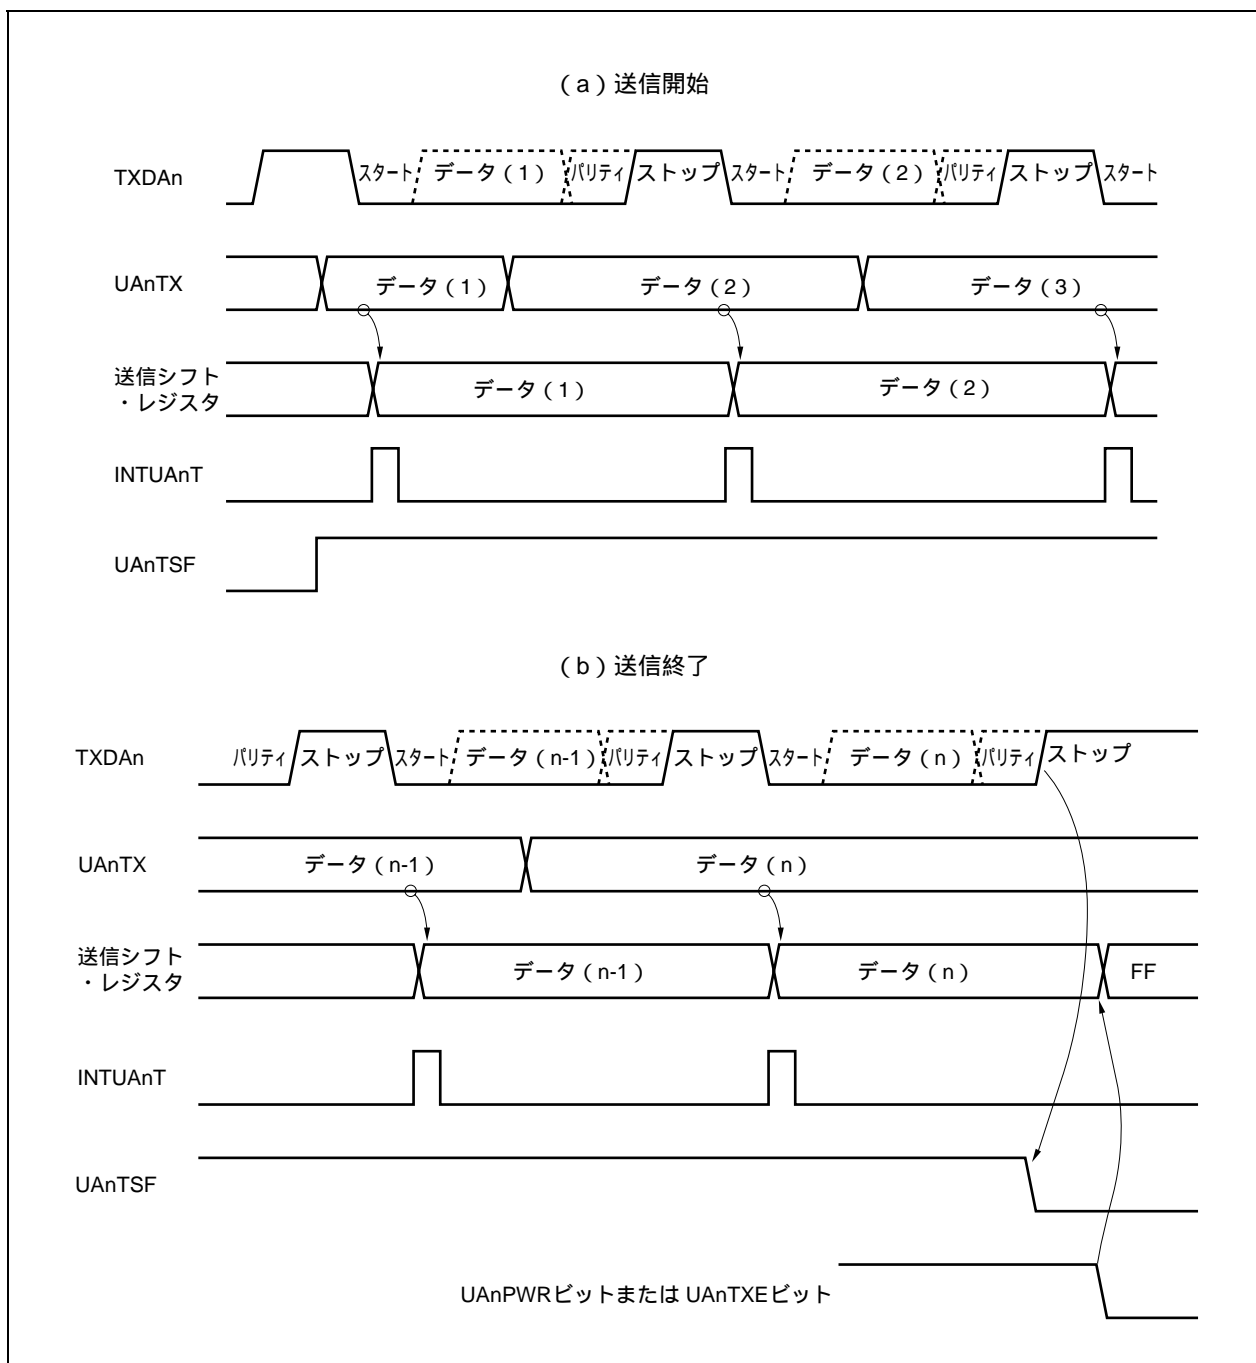 (a)送信開始
TXDAn
スタート データ(1) パリティ ストップ スタート データ(2) パリティ ストップ スタート
UAnTX
データ(1) データ(2) データ(3)
送信シフト
・レジスタ
データ(1) データ(2)
INTUAnT
UAnTSF
(b)送信終了
TXDAn
パリティ ストップ スタート データ(n-1) パリティ ストップ スタート データ(n) パリティ ストップ
UAnTX
データ(n-1) データ(n)
送信シフト
・レジスタ
データ(n-1) データ(n) FF
INTUAnT
UAnTSF
UAnPWRビットまたは UAnTXEビット